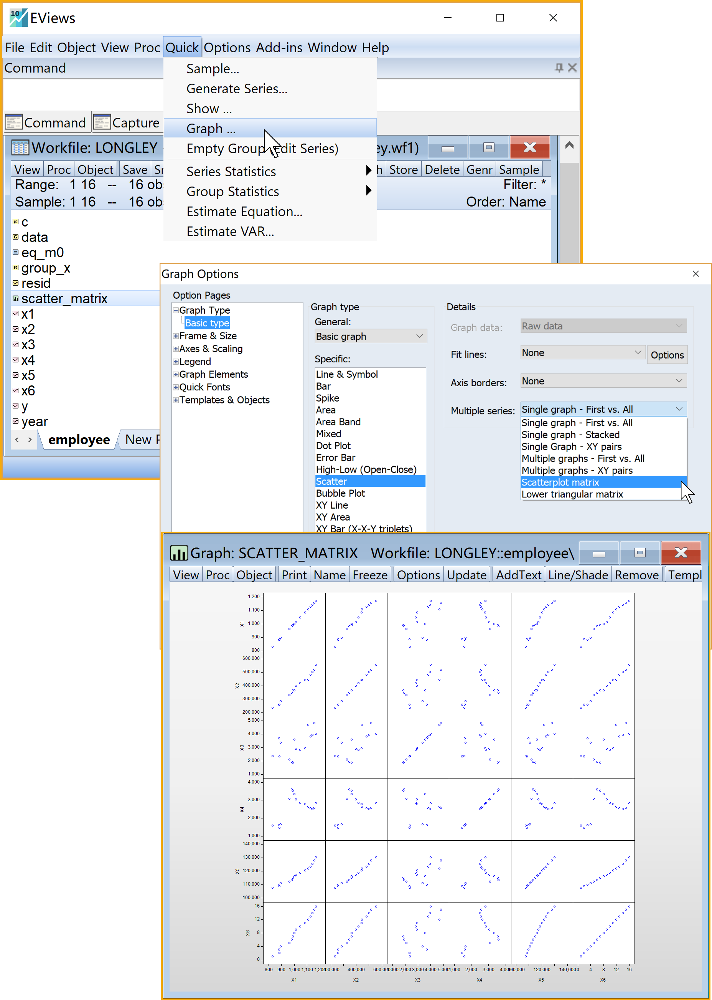 10 EViews
File Edit Object View Proc Quick Options Add-ins Window Help
Command
Sample...
Generate Series...
Show ...
Graph ...
Empty Group (Edit Series)
Series Statistics
Group Statistics
Estimate Equation...
Estimate VAR...
Command Capture
Workfile: LONGLEY ey.wf1)
View Proc Object Save Store Delete Genr Sample
Range: 1 16 -- 16 Filter: *
Sample: 1 16 -- 16 Order: Name
c
data
eq_m0
group_x
resid
scatter_matrix
x1
x2
x3
x4
x5
x6
y
year
employee New
Graph Options
Option Pages
Graph Type
Basic type
Frame & Size
Axes & Scaling
Legend
Graph Elements
Quick Fonts
Templates & Objects
Graph type
General:
Basic graph
Specific:
Line & Symbol
Bar
Spike
Area
Area Band
Mixed
Dot Plot
Error Bar
High-Low (Open-Close)
Scatter
Bubble Plot
XY Line
XY Area
XY Bar (X-X-Y triplets)
Details
Graph data: Raw data
Fit lines: None Options
Axis borders: None
Multiple series: Single graph - First vs. All
Single graph - First vs. All
Single graph - Stacked
Single Graph - XY pairs
Multiple graphs - First vs. All
Multiple graphs - XY pairs
Scatterplot matrix
Lower triangular matrix
Graph: SCATTER_MATRIX Workfile: LONGLEY::employee\
View Proc Object Print Name Freeze Options Update AddText Line/Shade Remove Templ
1,200
1,100
X1 1,000
900
800
600,000
500,000
X2 400,000
300,000
200,000
5,000
4,000
X3 3,000
2,000
1,000
4,000
3,000
X4
2,000
1,000
140,000
130,000
X5 120,000
110,000
100,000
16
12
X6 8
4
0
800 900 1,000 1,100 1,200 200,000 400,000 600,000 1,000 2,000 3,000 4,000 5,000 1,000 2,000 3,000 4,000 100,000 120,000 140,000 0 4 8 12 16
X1 X2 X3 X4 X5 X6